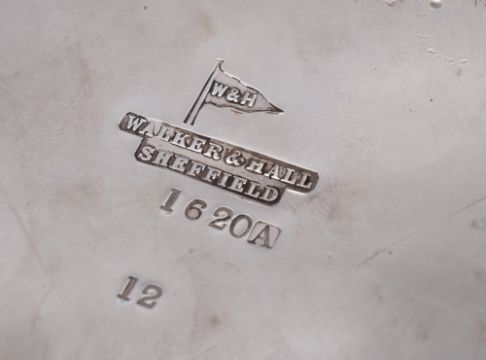 W&H
WALKER & HALL
SHEFFIELD
1620A
12